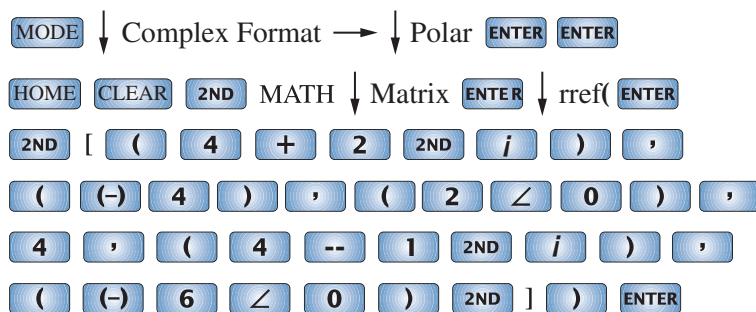 MODE ↓ Complex Format → ↓ Polar ENTER ENTER
HOME CLEAR 2ND MATH ↓ Matrix ENTER ↓ rref( ENTER
2ND [ ( 4 + 2 2ND i ) ,
( (–) 4 ) , ( 2 ∠ 0 ) ,
4 , ( 4 -- 1 2ND i ) ,
( (–) 6 ∠ 0 ) 2ND ] ) ENTER